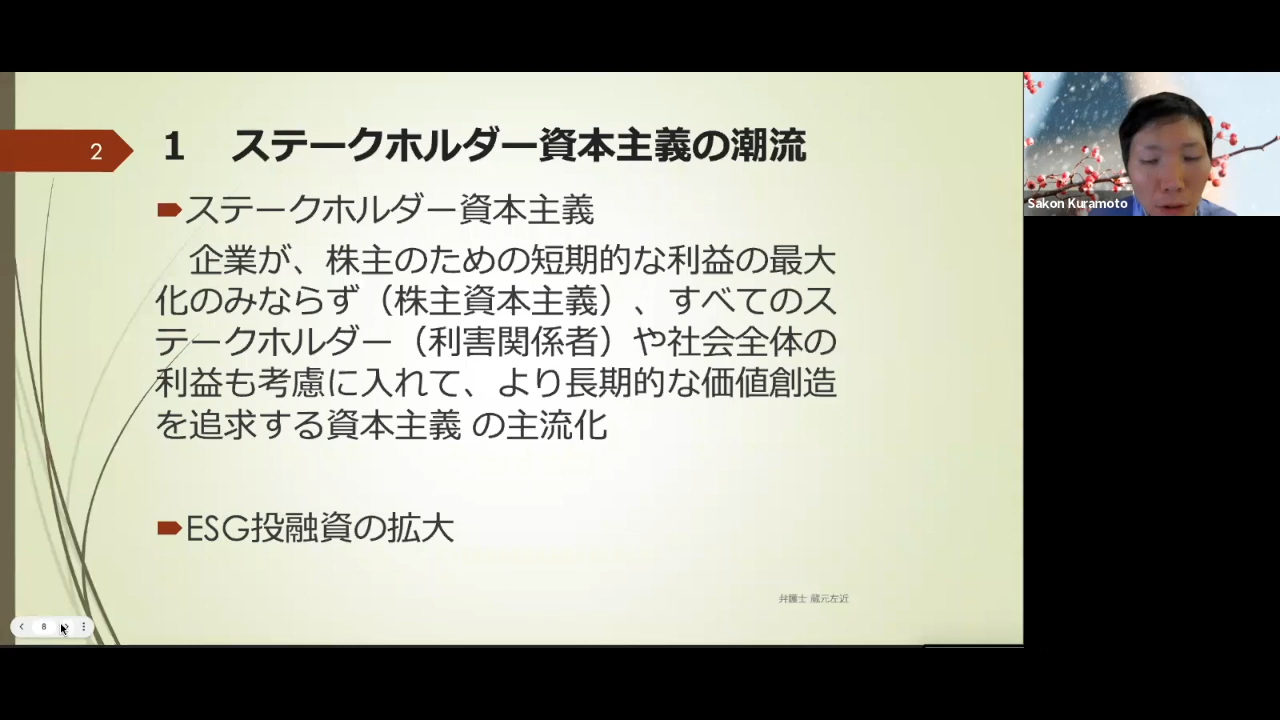 2
1 ステークホルダー資本主義の潮流
ステークホルダー資本主義
企業が、株主のための短期的な利益の最大
化のみならず（株主資本主義）、すべてのス
テークホルダー（利害関係者）や社会全体の
利益も考慮に入れて、より長期的な価値創造
を追求する資本主義 の主流化
ESG投融資の拡大
弁護士 蔵元左近
8
Sakon Kuramoto